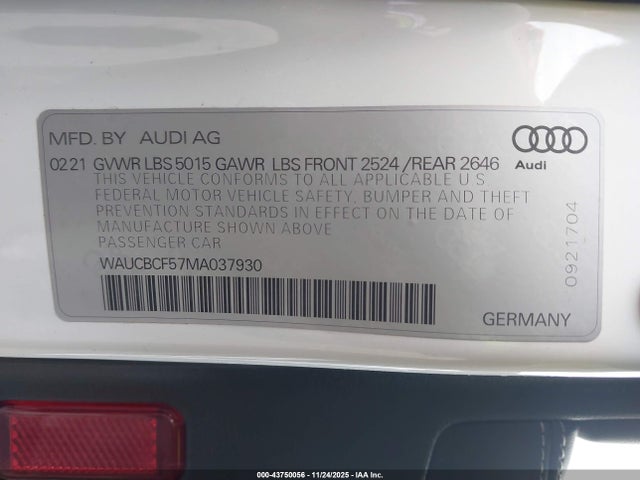 MFD. BY AUDI AG
Audi
0221 GVWR LBS 5015 GAWR LBS FRONT 2524 /REAR 2646
THIS VEHICLE CONFORMS TO ALL APPLICABLE U.S.
FEDERAL MOTOR VEHICLE SAFETY, BUMPER AND THEFT
PREVENTION STANDARDS IN EFFECT ON THE DATE OF
MANUFACTURE SHOWN ABOVE
PASSENGER CAR
WAUCBCF57MA037930
0921704
GERMANY
000-43750056 - 11/24/2025 - IAA Corp.